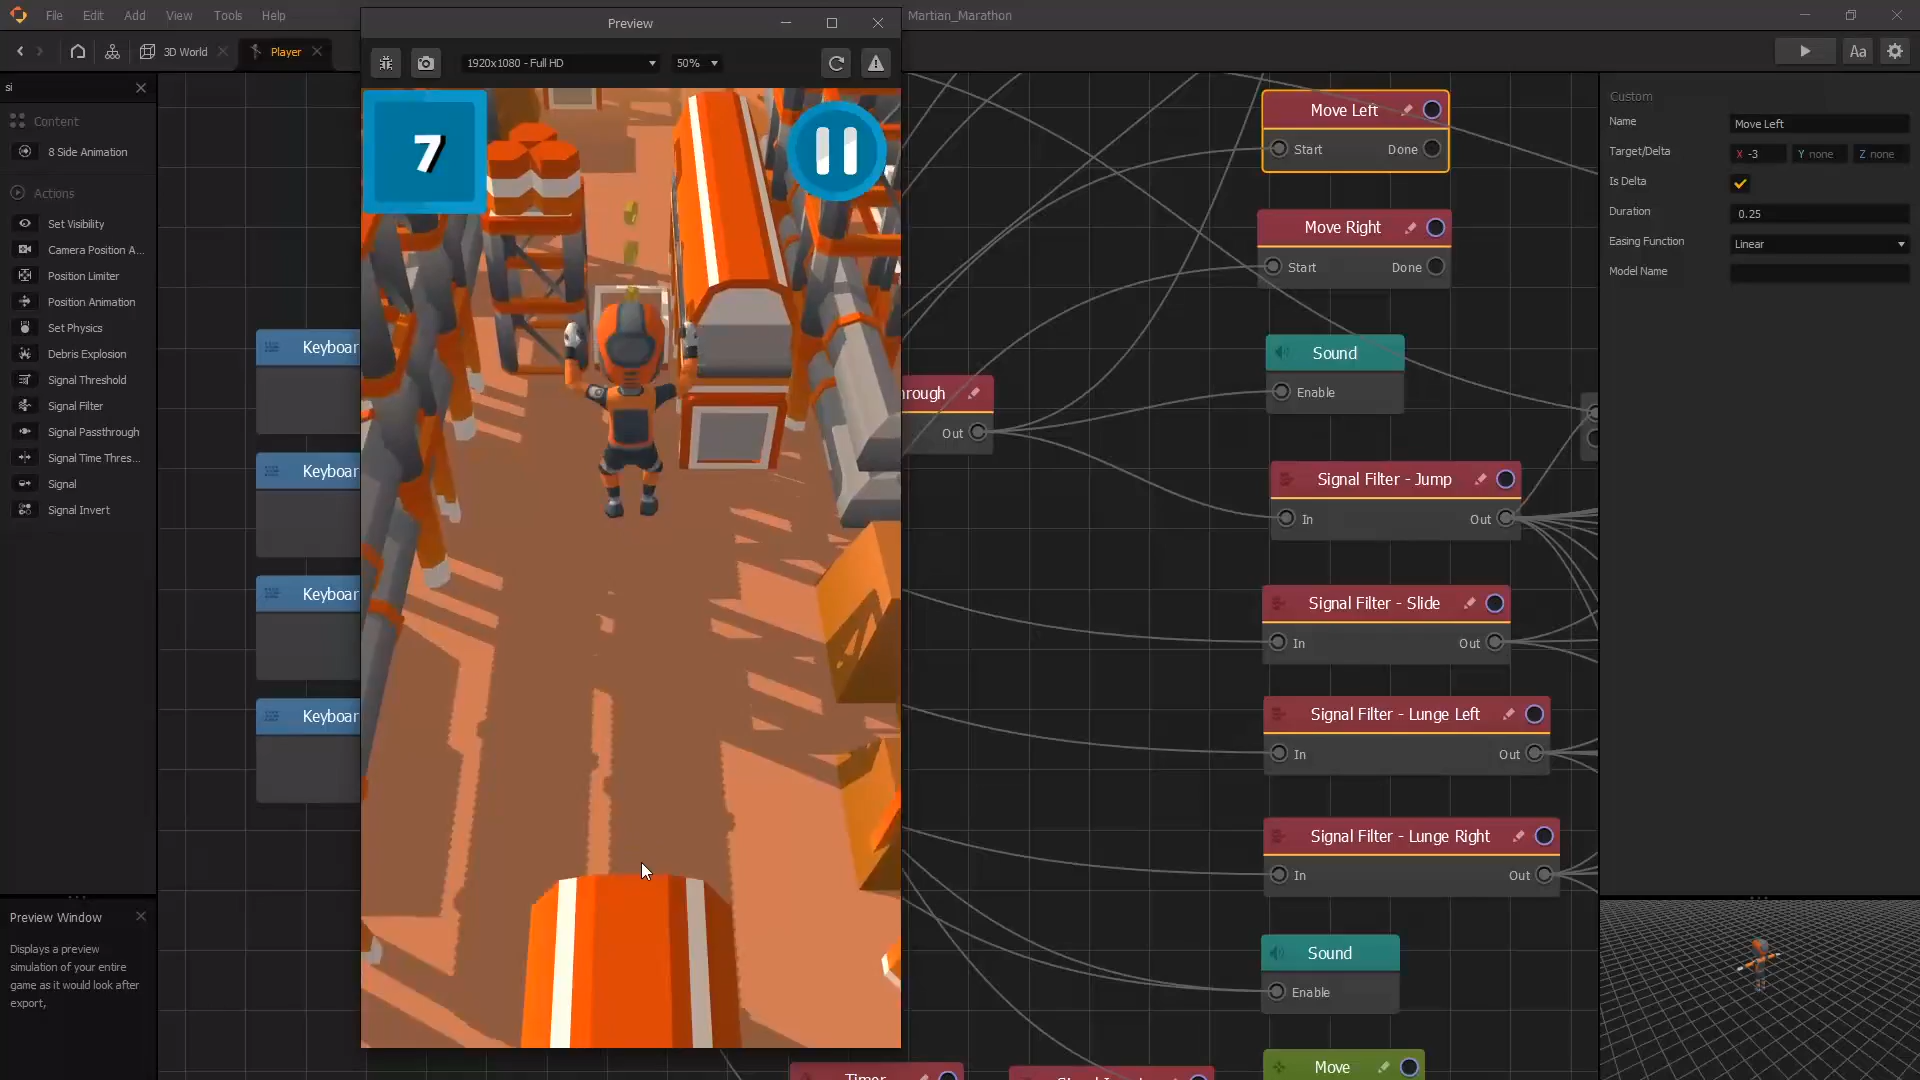 File Edit Add View Tools Help
Preview
Martian_Marathon
3D World
Player
1920x1080 - Full HD
50%
Aa
si
Content
8 Side Animation
Actions
Set Visibility
Camera Position A...
Position Limiter
Position Animation
Set Physics
Debris Explosion
Signal Threshold
Signal Filter
Signal Passthrough
Signal Time Thres...
Signal
Signal Invert
Preview Window
Displays a preview
simulation of your entire
game as it would look after
export,
Keyboar
Keyboar
Keyboar
Keyboar
7
hrough
Out
Move Left
Start Done
Move Right
Start Done
Sound
Enable
Signal Filter - Jump
In Out
Signal Filter - Slide
In Out
Signal Filter - Lunge Left
In Out
Signal Filter - Lunge Right
In Out
Sound
Enable
Move
Timer
Custom
Name Move Left
Target/Delta X -3 Y none Z none
Is Delta
Duration 0.25
Easing Function Linear
Model Name